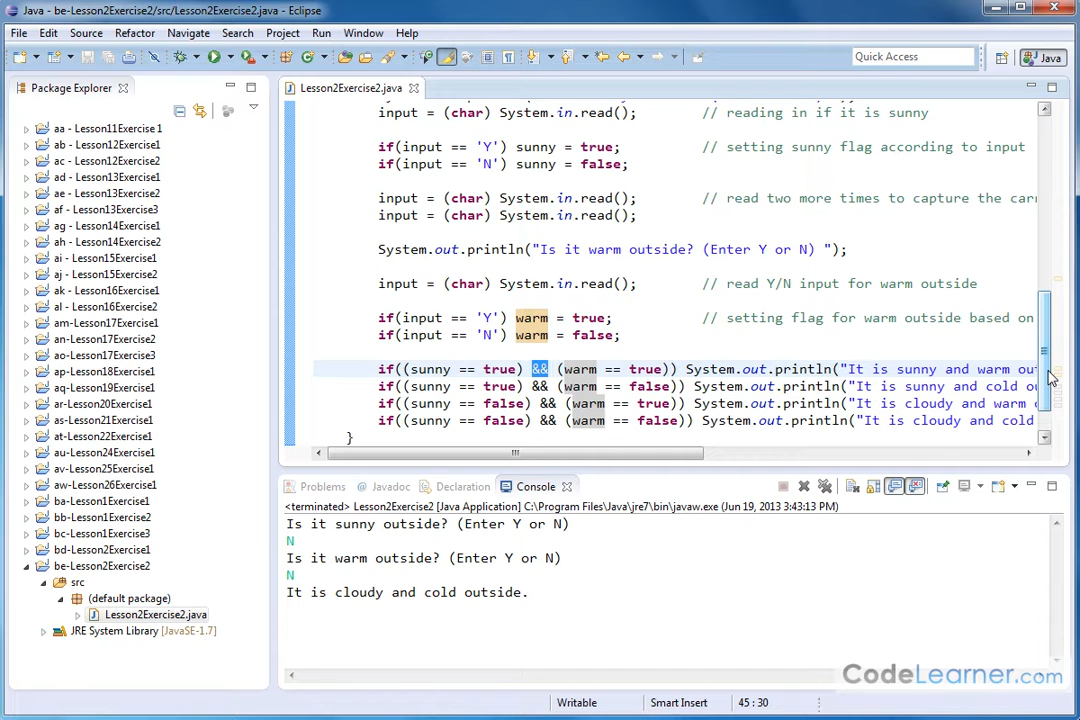 Java - be-Lesson2Exercise2/src/Lesson2Exercise2.java - Eclipse
File Edit Source Refactor Navigate Search Project Run Window Help
Quick Access
Java
Package Explorer
Lesson2Exercise2.java
aa - Lesson11Exercise1
ab - Lesson12Exercise1
ac - Lesson12Exercise2
ad - Lesson13Exercise1
ae - Lesson13Exercise2
af - Lesson13Exercise3
ag - Lesson14Exercise1
ah - Lesson14Exercise2
ai - Lesson15Exercise1
aj - Lesson15Exercise2
ak - Lesson16Exercise1
al - Lesson16Exercise2
am-Lesson17Exercise1
an-Lesson17Exercise2
ao-Lesson17Exercise3
ap-Lesson18Exercise1
aq-Lesson19Exercise1
ar-Lesson20Exercise1
as-Lesson21Exercise1
at-Lesson22Exercise1
au-Lesson24Exercise1
av-Lesson25Exercise1
aw-Lesson26Exercise1
ba-Lesson1Exercise1
bb-Lesson1Exercise2
bc-Lesson1Exercise3
bd-Lesson2Exercise1
be-Lesson2Exercise2
src
(default package)
Lesson2Exercise2.java
JRE System Library [JavaSE-1.7]
input = (char) System.in.read(); // reading in if it is sunny
if(input == 'Y') sunny = true; // setting sunny flag according to input
if(input == 'N') sunny = false;
input = (char) System.in.read(); // read two more times to capture the carr
input = (char) System.in.read();
System.out.println("Is it warm outside? (Enter Y or N) ");
input = (char) System.in.read(); // read Y/N input for warm outside
if(input == 'Y') warm = true; // setting flag for warm outside based on
if(input == 'N') warm = false;
if((sunny == true) && (warm == true)) System.out.println("It is sunny and warm out
if((sunny == true) && (warm == false)) System.out.println("It is sunny and cold o
if((sunny == false) && (warm == true)) System.out.println("It is cloudy and warm
if((sunny == false) && (warm == false)) System.out.println("It is cloudy and cold
}
Problems Javadoc Declaration Console
<terminated> Lesson2Exercise2 [Java Application] C:\Program Files\Java\jre7\bin\javaw.exe (Jun 19, 2013 3:43:13 PM)
Is it sunny outside? (Enter Y or N)
N
Is it warm outside? (Enter Y or N)
N
It is cloudy and cold outside.
CodeLearner.com
Writable Smart Insert 45 : 30